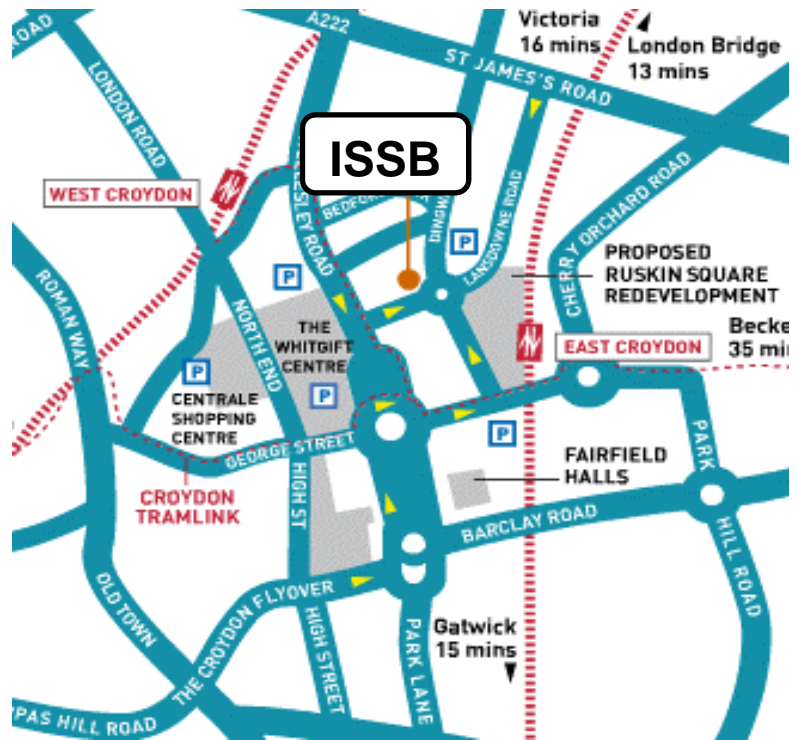 ROAD
A222
Victoria
16 mins
London Bridge
13 mins
ST JAMES'S ROAD
LONDON ROAD
ISSB
WEST CROYDON
LANSDOWNE ROAD
CHERRY ORCHARD ROAD
P
PROPOSED
RUSKIN SQUARE
REDEVELOPMENT
P
ROMAN WAY
NORTH END
THE
WHITGIFT
CENTRE
EAST CROYDON
35
P
P
CENTRALE
SHOPPING
CENTRE
GEORGE STREET
P
PARK
HILL ROAD
FAIRFIELD
HALLS
CROYDON
TRAMLINK
HIGH ST
BARCLAY ROAD
OLD TOWN
THE CROYDON FLYOVER
HIGH STREET
PARK LANE
Gatwick
15 mins
HILL ROAD